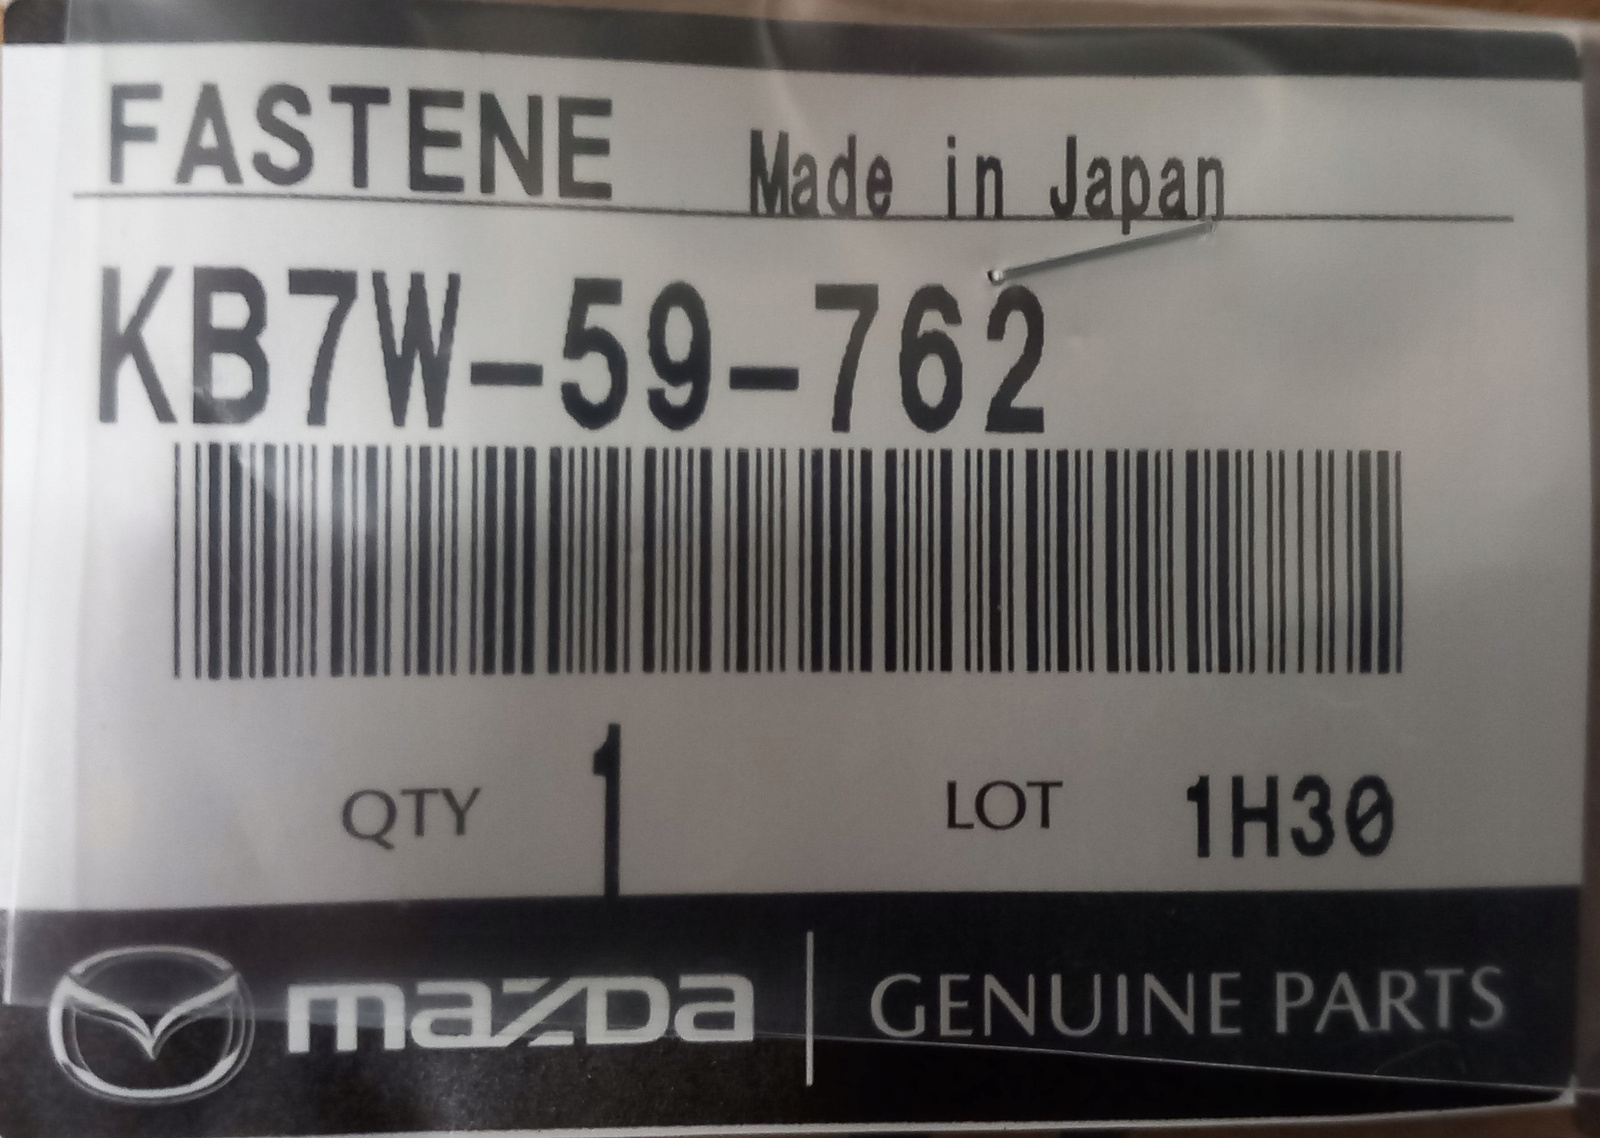 FASTENE Made in Japan
KB7W-59-762
QTY 1 LOT 1H30
mazda GENUINE PARTS